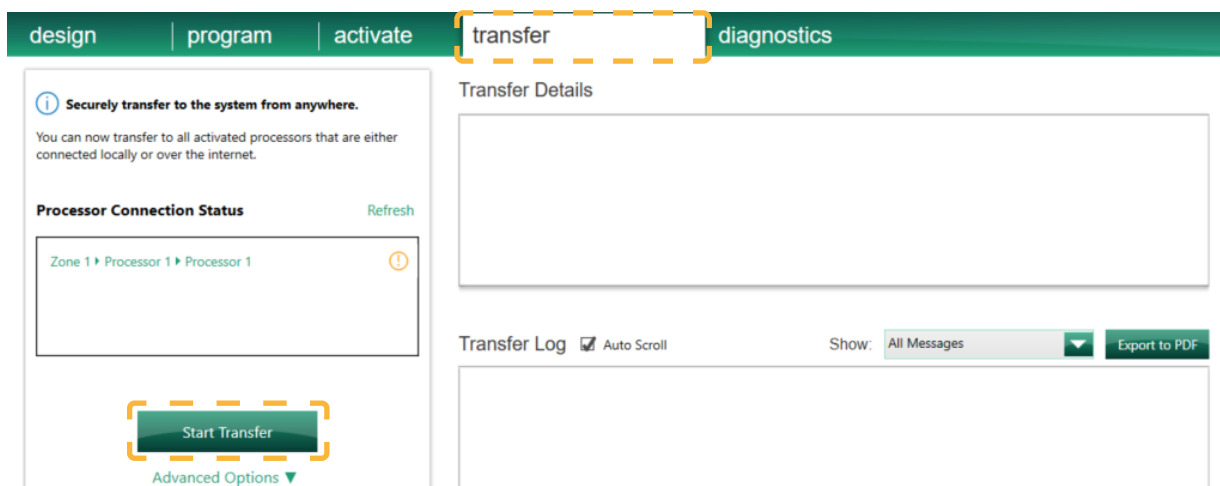 design program activate transfer diagnostics
Securely transfer to the system from anywhere.
You can now transfer to all activated processors that are either
connected locally or over the internet.
Processor Connection Status Refresh
Zone 1 Processor 1 Processor 1
Start Transfer
Advanced Options ▼
Transfer Details
Transfer Log Auto Scroll Show: All Messages Export to PDF